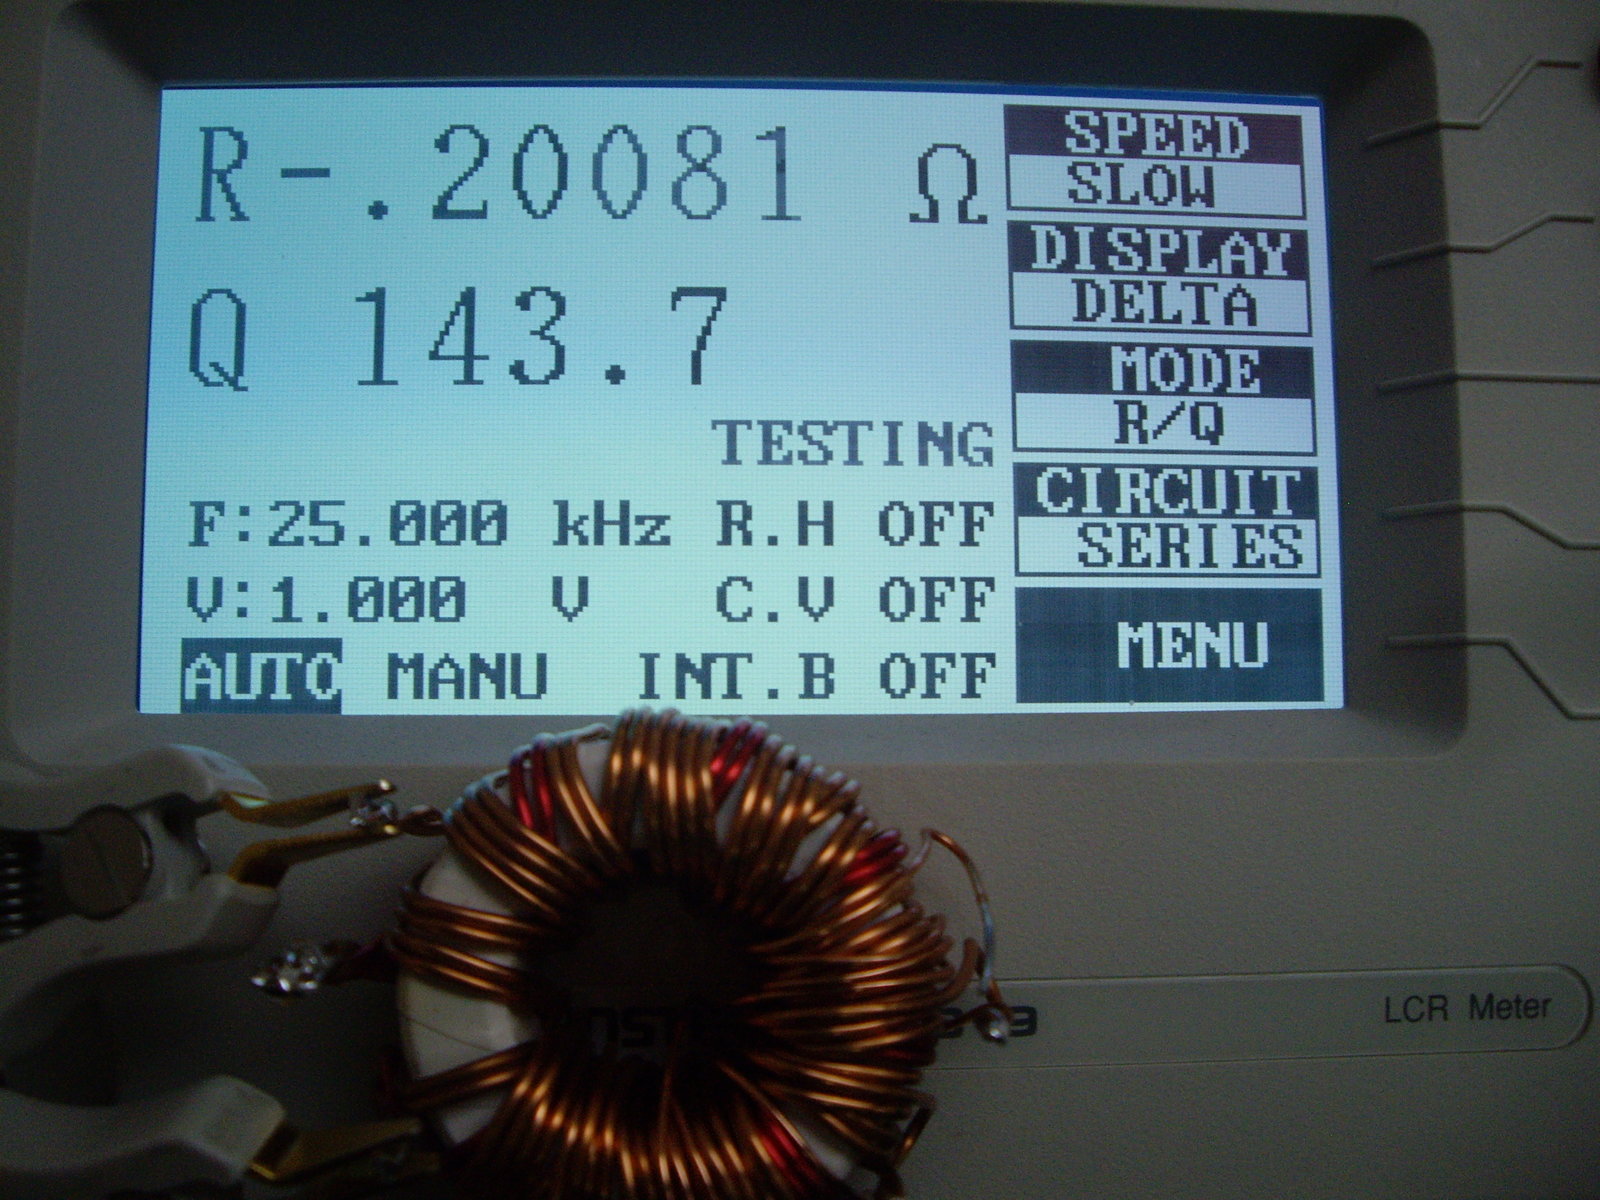 R-.20081 Ω
Q 143.7
TESTING
F:25.000 kHz R.H OFF
V:1.000 V C.V OFF
AUTO MANU INT.B OFF
SPEED
SLOW
DISPLAY
DELTA
MODE
R/Q
CIRCUIT
SERIES
MENU
LCR Meter